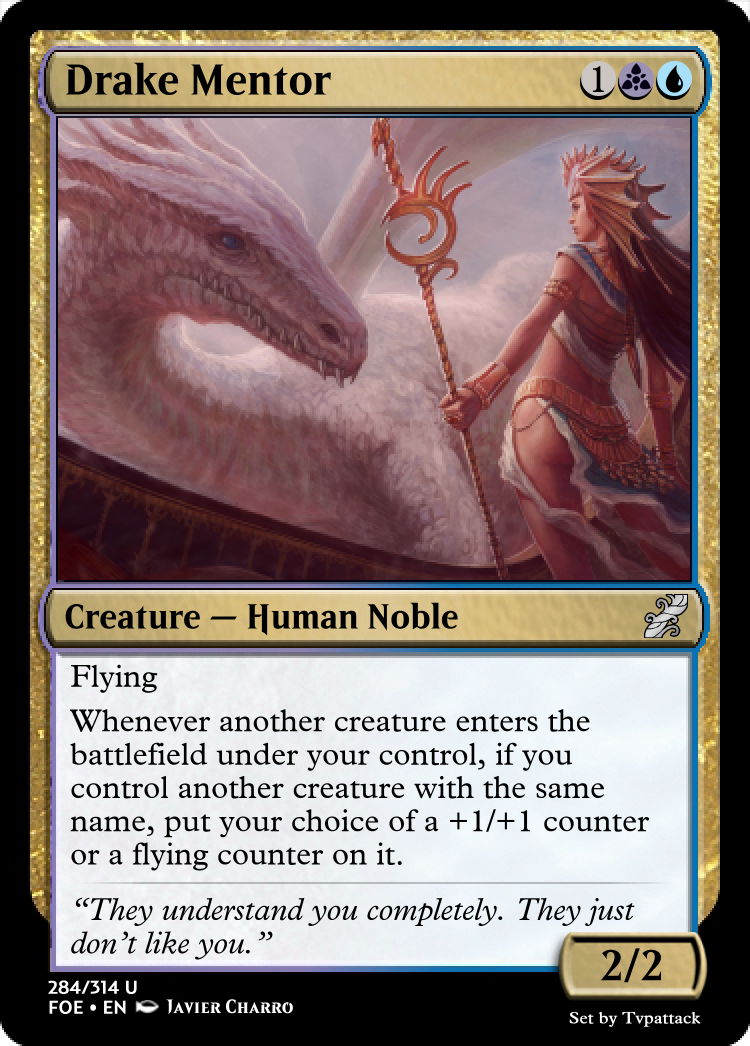 Drake Mentor 1
Creature — Human Noble
Flying
Whenever another creature enters the
battlefield under your control, if you
control another creature with the same
name, put your choice of a +1/+1 counter
or a flying counter on it.
“They understand you completely. They just
don’t like you.”
2/2
284/314 U
FOE • EN Javier Charro
Set by Tvpattack